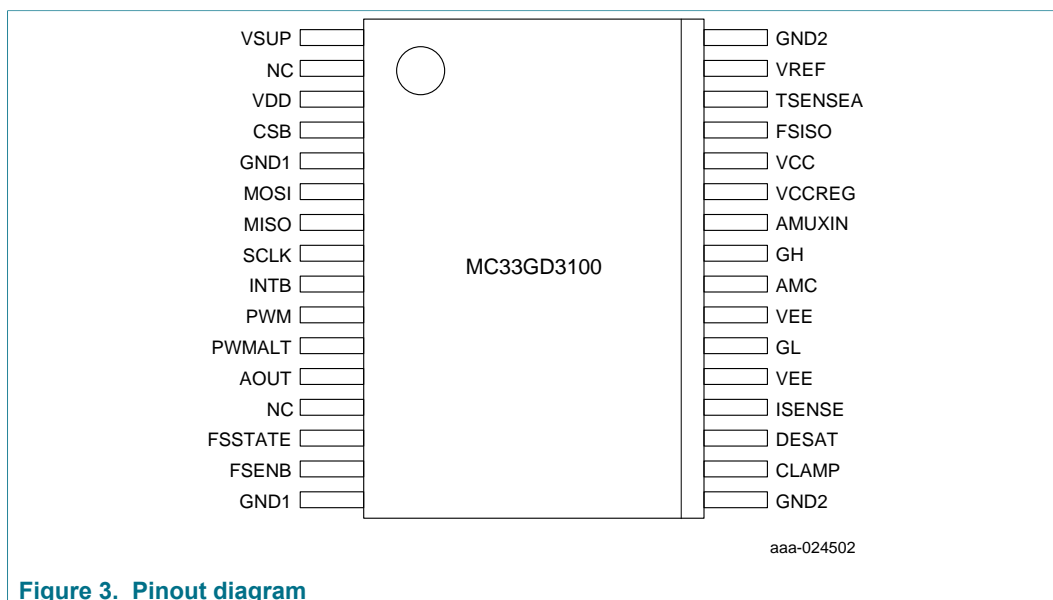 VSUP
NC
VDD
CSB
GND1
MOSI
MISO
SCLK
INTB
PWM
PWMALT
AOUT
NC
FSSTATE
FSENB
GND1
MC33GD3100
GND2
VREF
TSENSEA
FSISO
VCC
VCCREG
AMUXIN
GH
AMC
VEE
GL
VEE
ISENSE
DESAT
CLAMP
GND2
aaa-024502
Figure 3. Pinout diagram